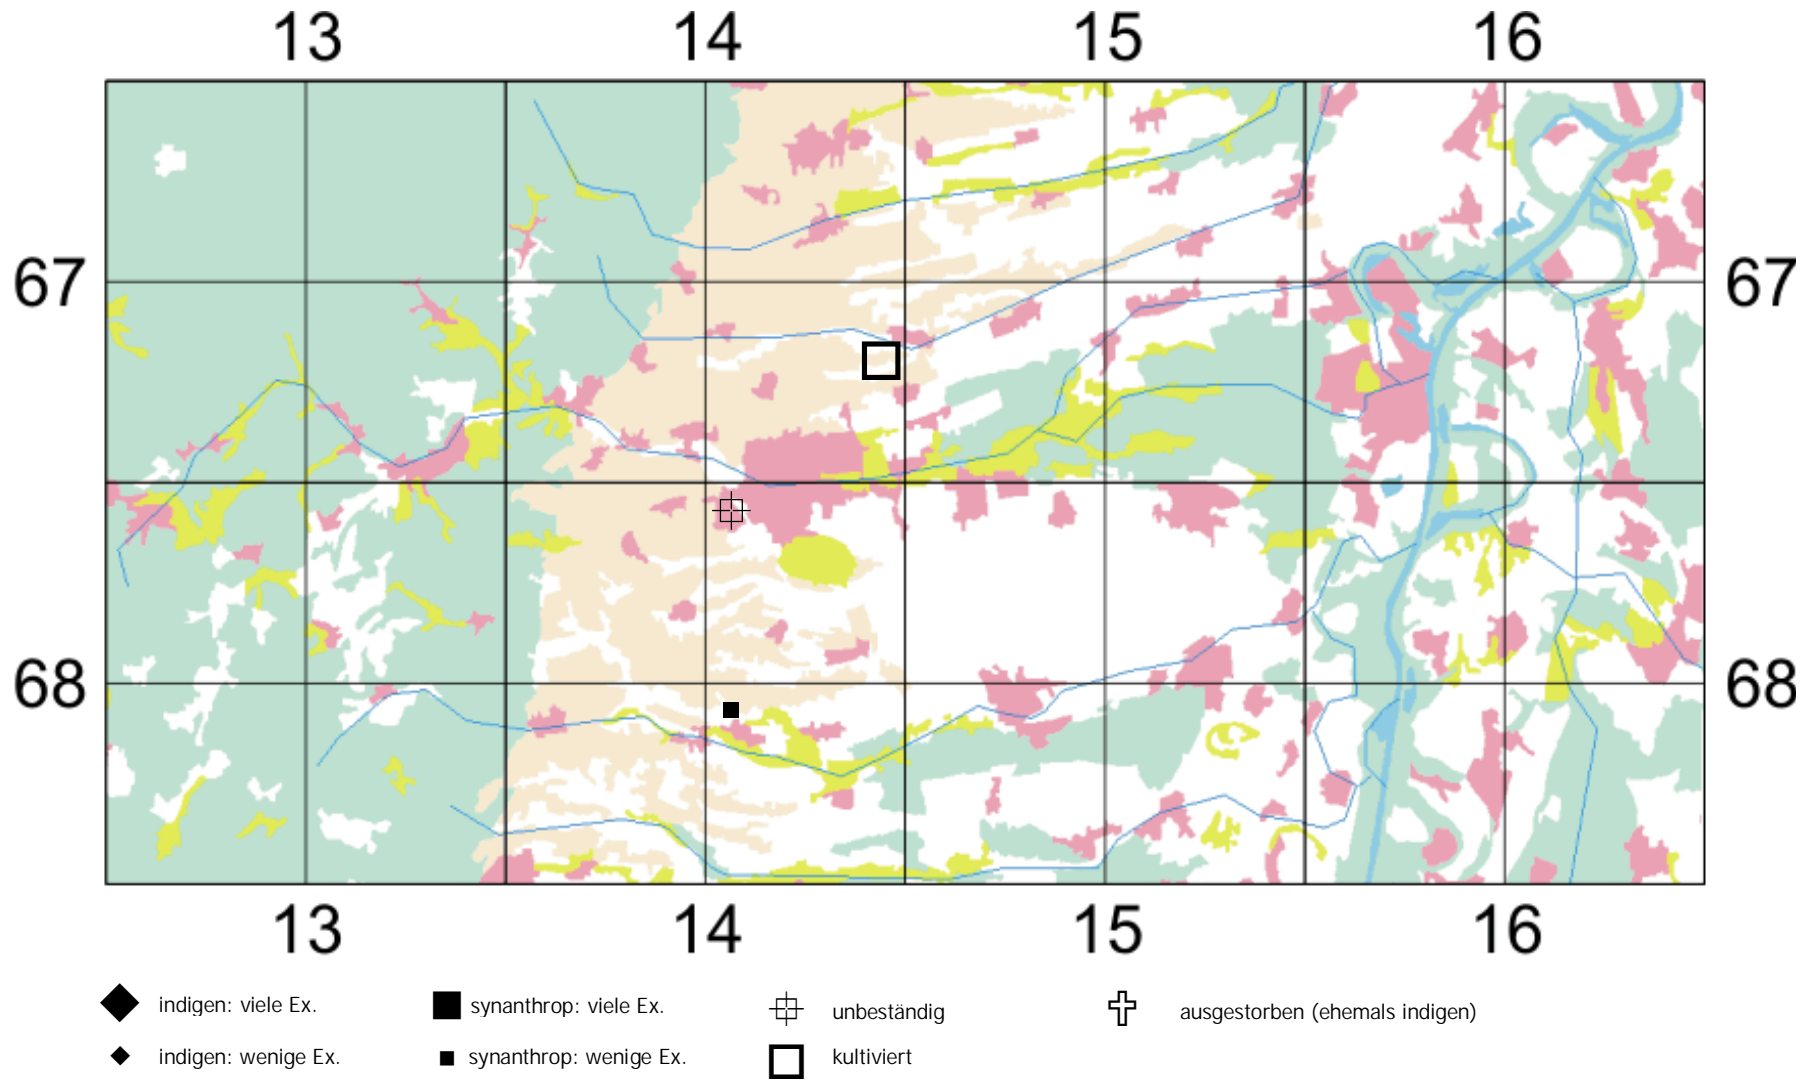 13 14 15 16
67 67
68 68
13 14 15 16
indigen: viele Ex. synanthrop: viele Ex. unbeständig ausgestorben (ehemals indigen)
indigen: wenige Ex. synanthrop: wenige Ex. kultiviert